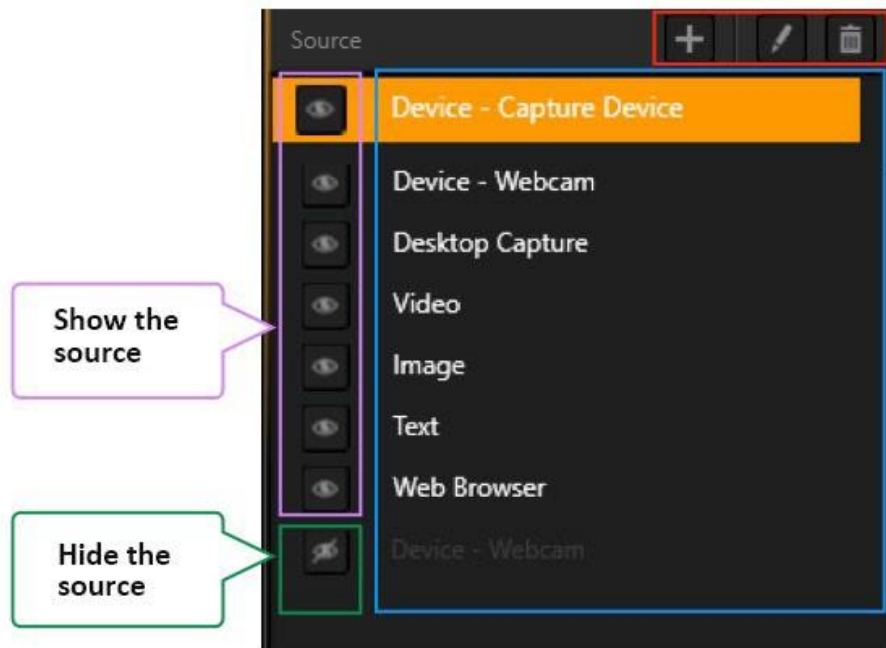 Source
Device - Capture Device
Device - Webcam
Desktop Capture
Video
Show the
source
Image
Text
Web Browser
Hide the
source
Device - Webcam